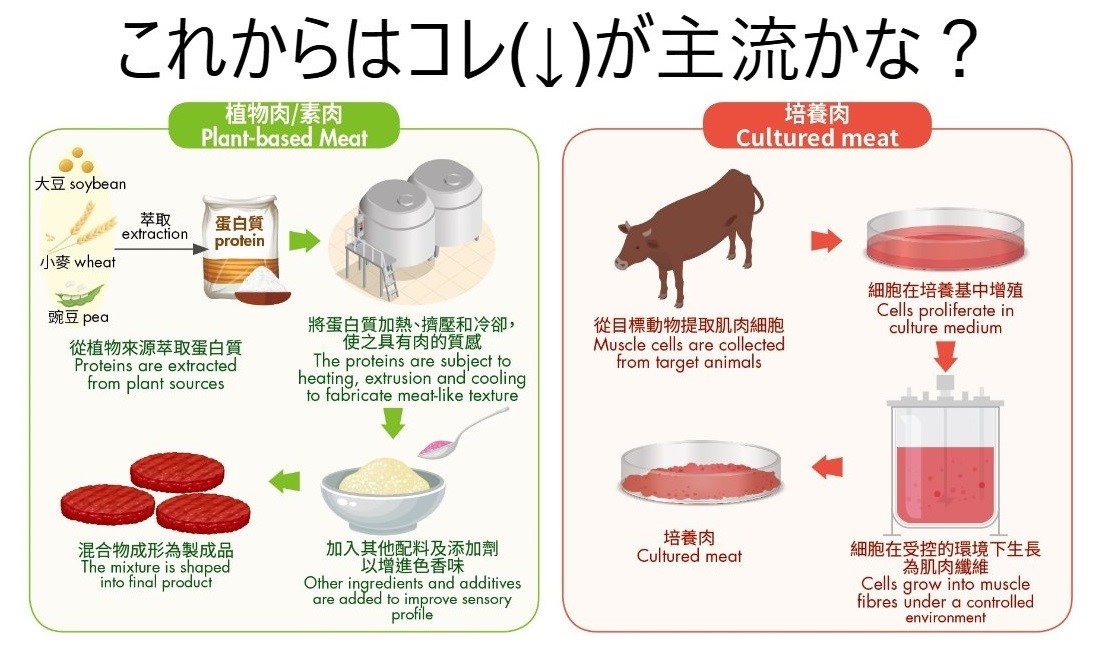 これからはコレ(↓)が主流かな？
植物肉/素肉
Plant-based Meat
大豆 soybean
萃取
extraction
小麥 wheat
豌豆 pea
蛋白質
protein
從植物來源萃取蛋白質
Proteins are extracted
from plant sources
將蛋白質加熱、擠壓和冷卻，
使之具有肉的質感
The proteins are subject to
heating, extrusion and cooling
to fabricate meat-like texture
加入其他配料及添加劑
以增進色香味
Other ingredients and additives
are added to improve sensory
profile
混合物成形為製成品
The mixture is shaped
into final product
培養肉
Cultured meat
從目標動物提取肌肉細胞
Muscle cells are collected
from target animals
細胞在培養基中增殖
Cells proliferate in
culture medium
細胞在受控的環境下生長
為肌肉纖維
Cells grow into muscle
fibres under a controlled
environment
培養肉
Cultured meat